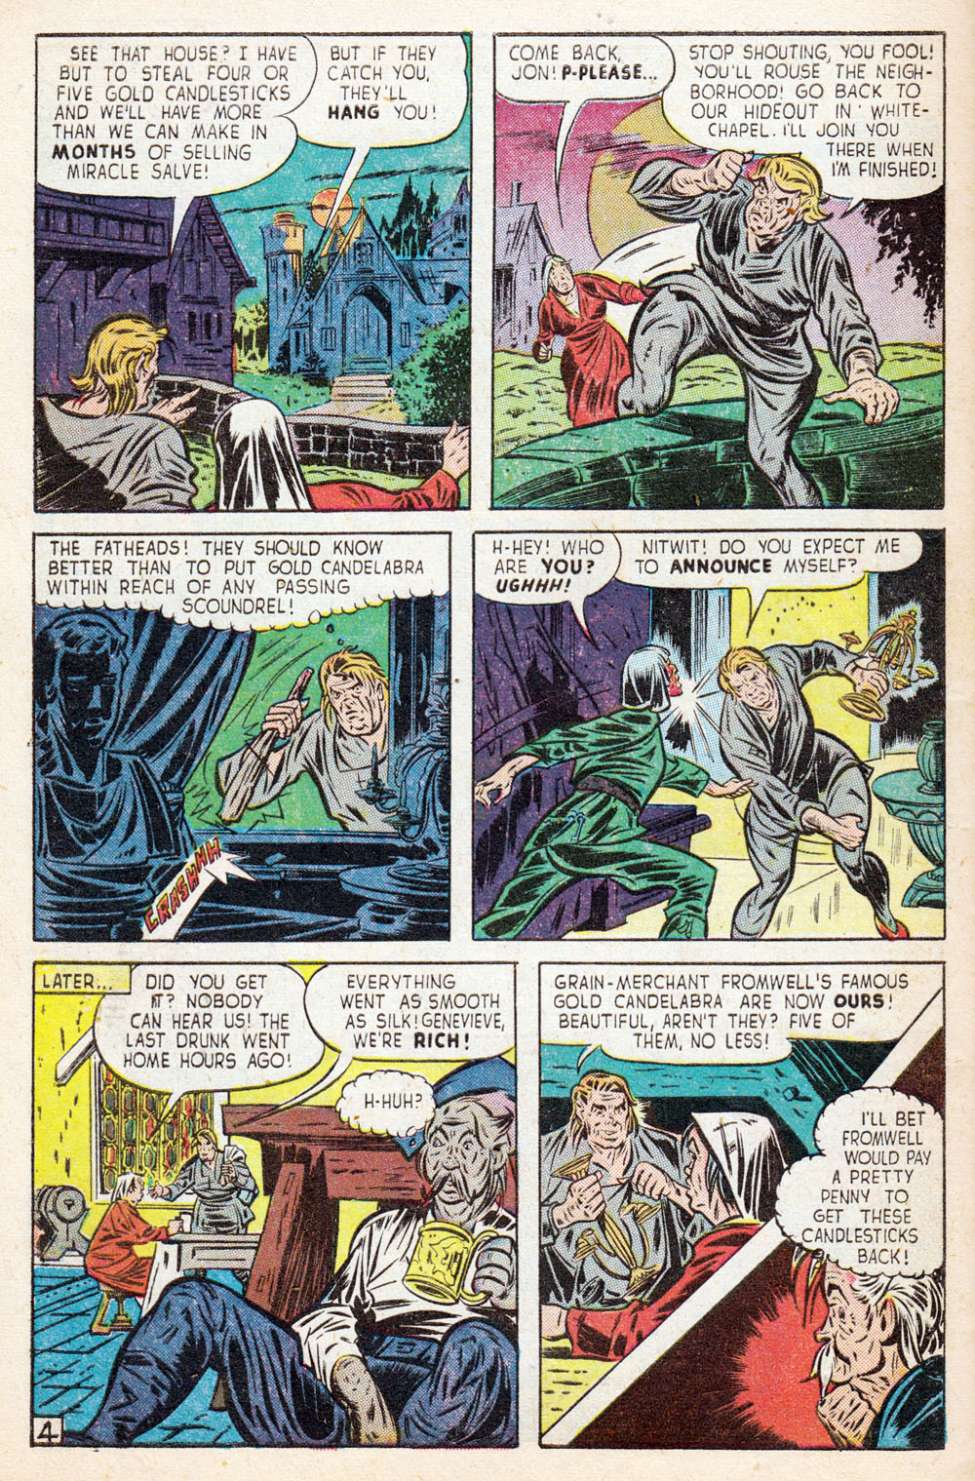 SEE THAT HOUSE? I HAVE
BUT TO STEAL FOUR OR
FIVE GOLD CANDLESTICKS
AND WE'LL HAVE MORE
THAN WE CAN MAKE IN
MONTHS OF SELLING
MIRACLE SALVE!
BUT IF THEY
CATCH YOU,
THEY'LL
HANG YOU!
COME BACK,
JON! P-PLEASE...
STOP SHOUTING, YOU FOOL!
YOU'LL ROUSE THE NEIGH-
BORHOOD! GO BACK TO
OUR HIDEOUT IN WHITE-
CHAPEL. I'LL JOIN YOU
THERE WHEN
I'M FINISHED!
THE FATHEADS! THEY SHOULD KNOW
BETTER THAN TO PUT GOLD CANDELABRA
WITHIN REACH OF ANY PASSING
SCOUNDREL!
CRASHHHH
H-HEY! WHO
ARE YOU?
UGHHH!
NITWIT! DO YOU EXPECT ME
TO ANNOUNCE MYSELF?
LATER...
DID YOU GET
IT? NOBODY
CAN HEAR US! THE
LAST DRUNK WENT
HOME HOURS AGO!
EVERYTHING
WENT AS SMOOTH
AS SILK! GENEVIEVE,
WE'RE RICH!
H-HUH?
4
GRAIN-MERCHANT FROMWELL'S FAMOUS
GOLD CANDELABRA ARE NOW OURS!
BEAUTIFUL, AREN'T THEY? FIVE OF
THEM, NO LESS!
I'LL BET
FROMWELL
WOULD PAY
A PRETTY
PENNY TO
GET THESE
CANDLESTICKS
BACK!